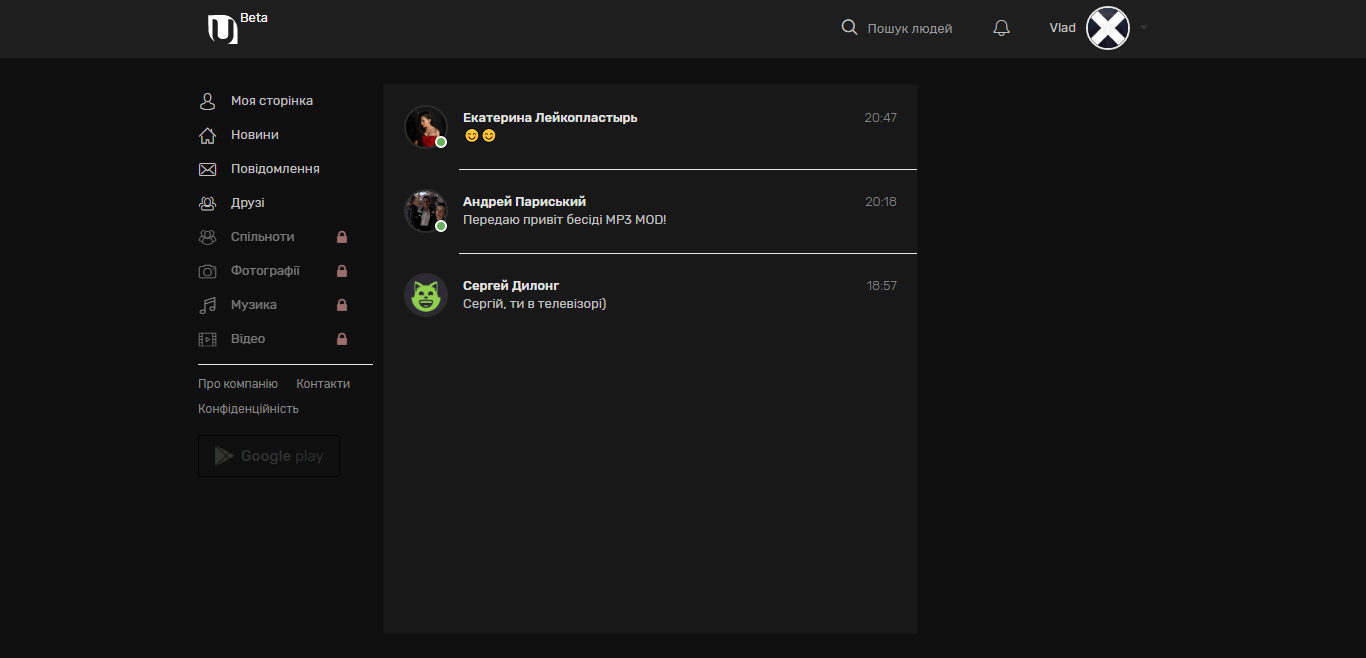 Beta
Пошук людей
Vlad
Моя сторінка
Новини
Повідомлення
Друзі
Спільноти
Фотографії
Музика
Відео
Про компанію Контакти
Конфіденційність
Google play
Екатерина Лейкопластырь 20:47
😊😊
Андрей Париський 20:18
Передаю привіт бесіді MP3 MOD!
Сергей Дилонг 18:57
Сергій, ти в телевізорі)